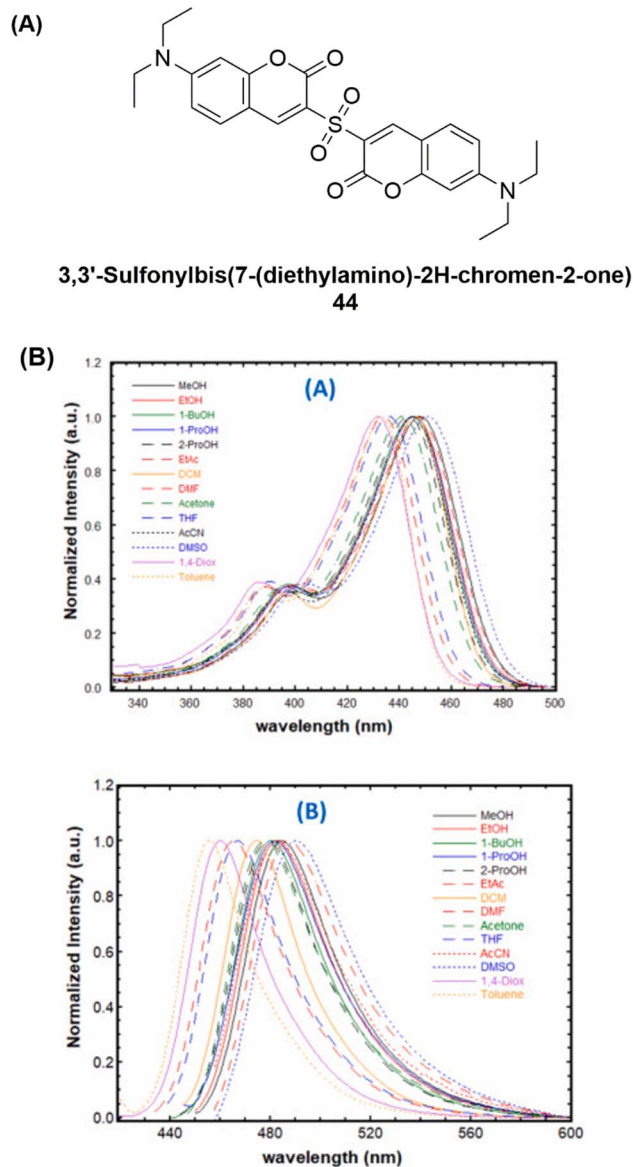 (A)
N
O
O
O
S
O
O
O
N
3,3'-Sulfonylbis(7-(diethylamino)-2H-chromen-2-one)
44
(B)
(A)
Normalized Intensity (a.u.)
1.2
1.0
0.8
0.6
0.4
0.2
0.0
MeOH
EtOH
1-BuOH
1-ProOH
2-ProOH
EtAc
DCM
DMF
Acetone
THF
AcCN
DMSO
1,4-Diox
Toluene
340 360 380 400 420 440 460 480 500
wavelength (nm)
(B)
Normalized Intensity (a.u.)
1.2
1.0
0.8
0.6
0.4
0.2
0.0
MeOH
EtOH
1-BuOH
1-ProOH
2-ProOH
EtAc
DCM
DMF
Acetone
THF
AcCN
DMSO
1,4-Diox
Toluene
440 480 520 560 600
wavelength (nm)